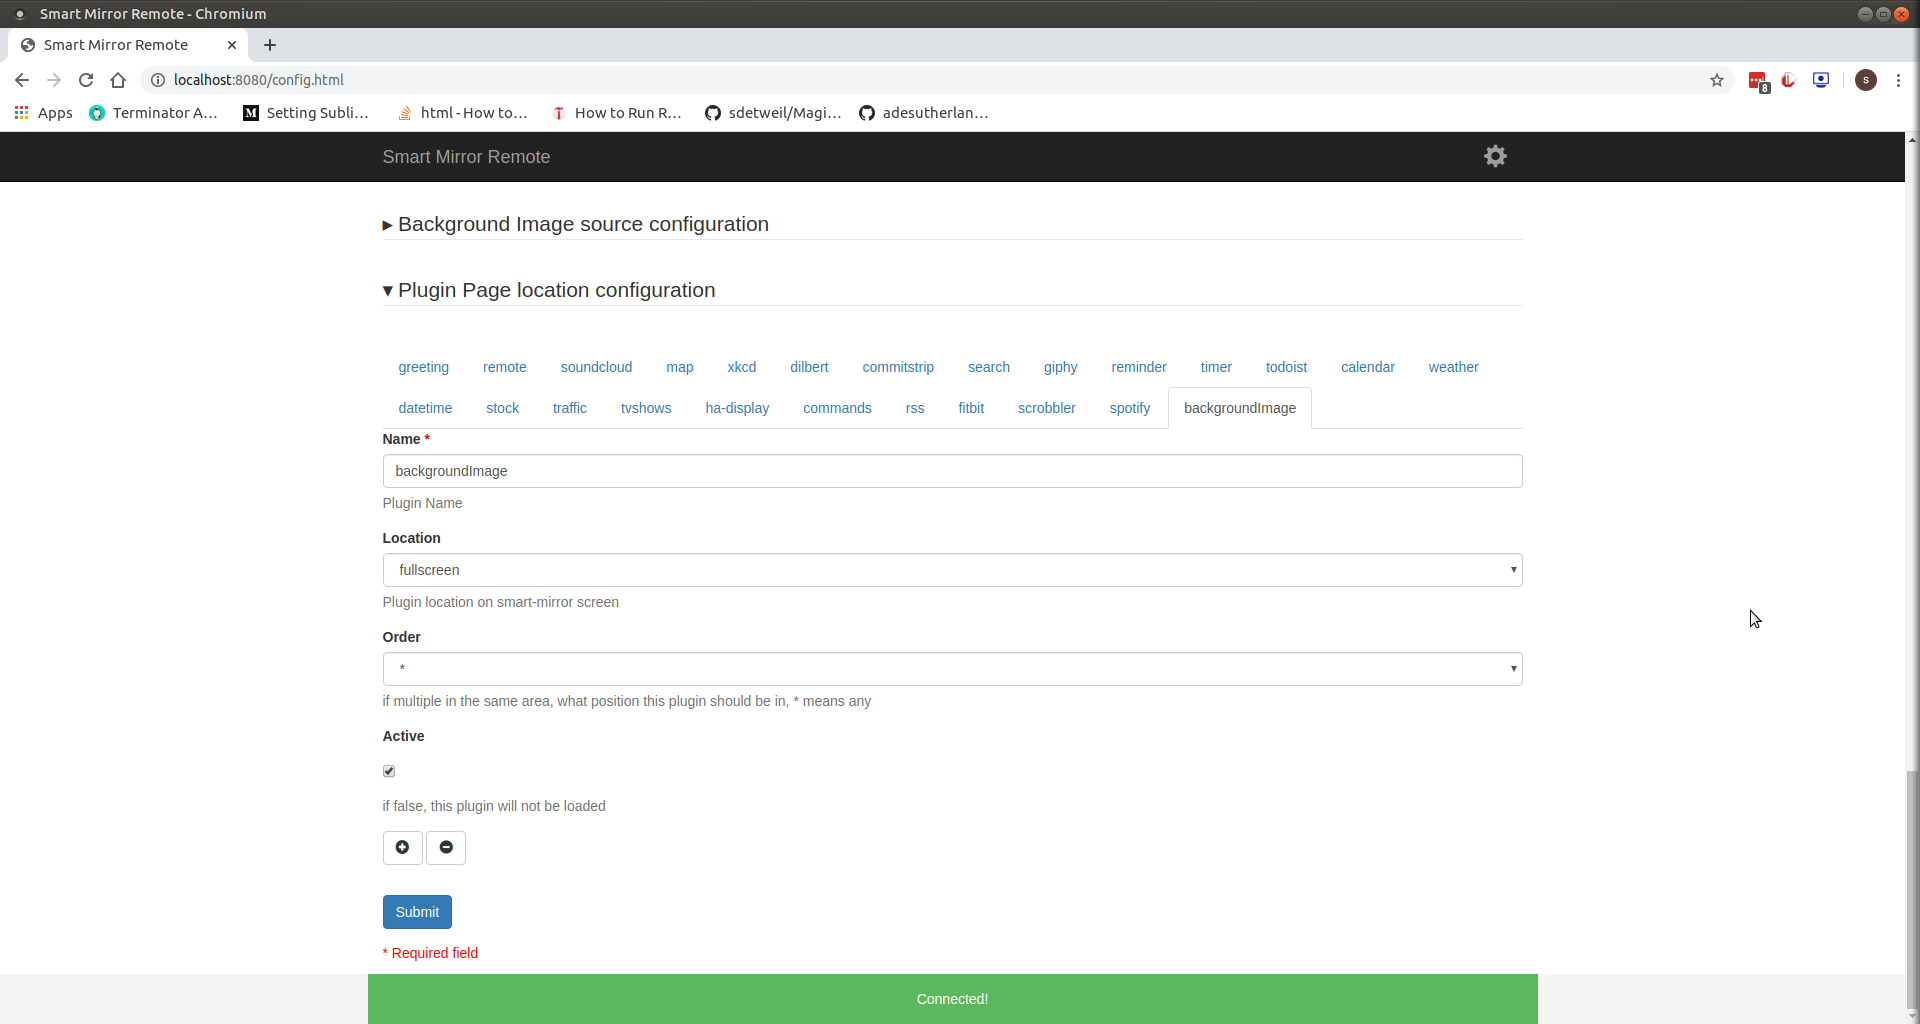 Smart Mirror Remote - Chromium
Smart Mirror Remote
localhost:8080/config.html
8
s
Apps
Terminator A...
M
Setting Subli...
html - How to...
How to Run R...
sdetweil/Magi...
adesutherlan...
Smart Mirror Remote
▸ Background Image source configuration
▾ Plugin Page location configuration
greeting remote soundcloud map xkcd dilbert commitstrip search giphy reminder timer todoist calendar weather
datetime stock traffic tvshows ha-display commands rss fitbit scrobbler spotify backgroundImage
Name *
backgroundImage
Plugin Name
Location
fullscreen
Plugin location on smart-mirror screen
Order
*
if multiple in the same area, what position this plugin should be in, * means any
Active
if false, this plugin will not be loaded
Submit
* Required field
Connected!